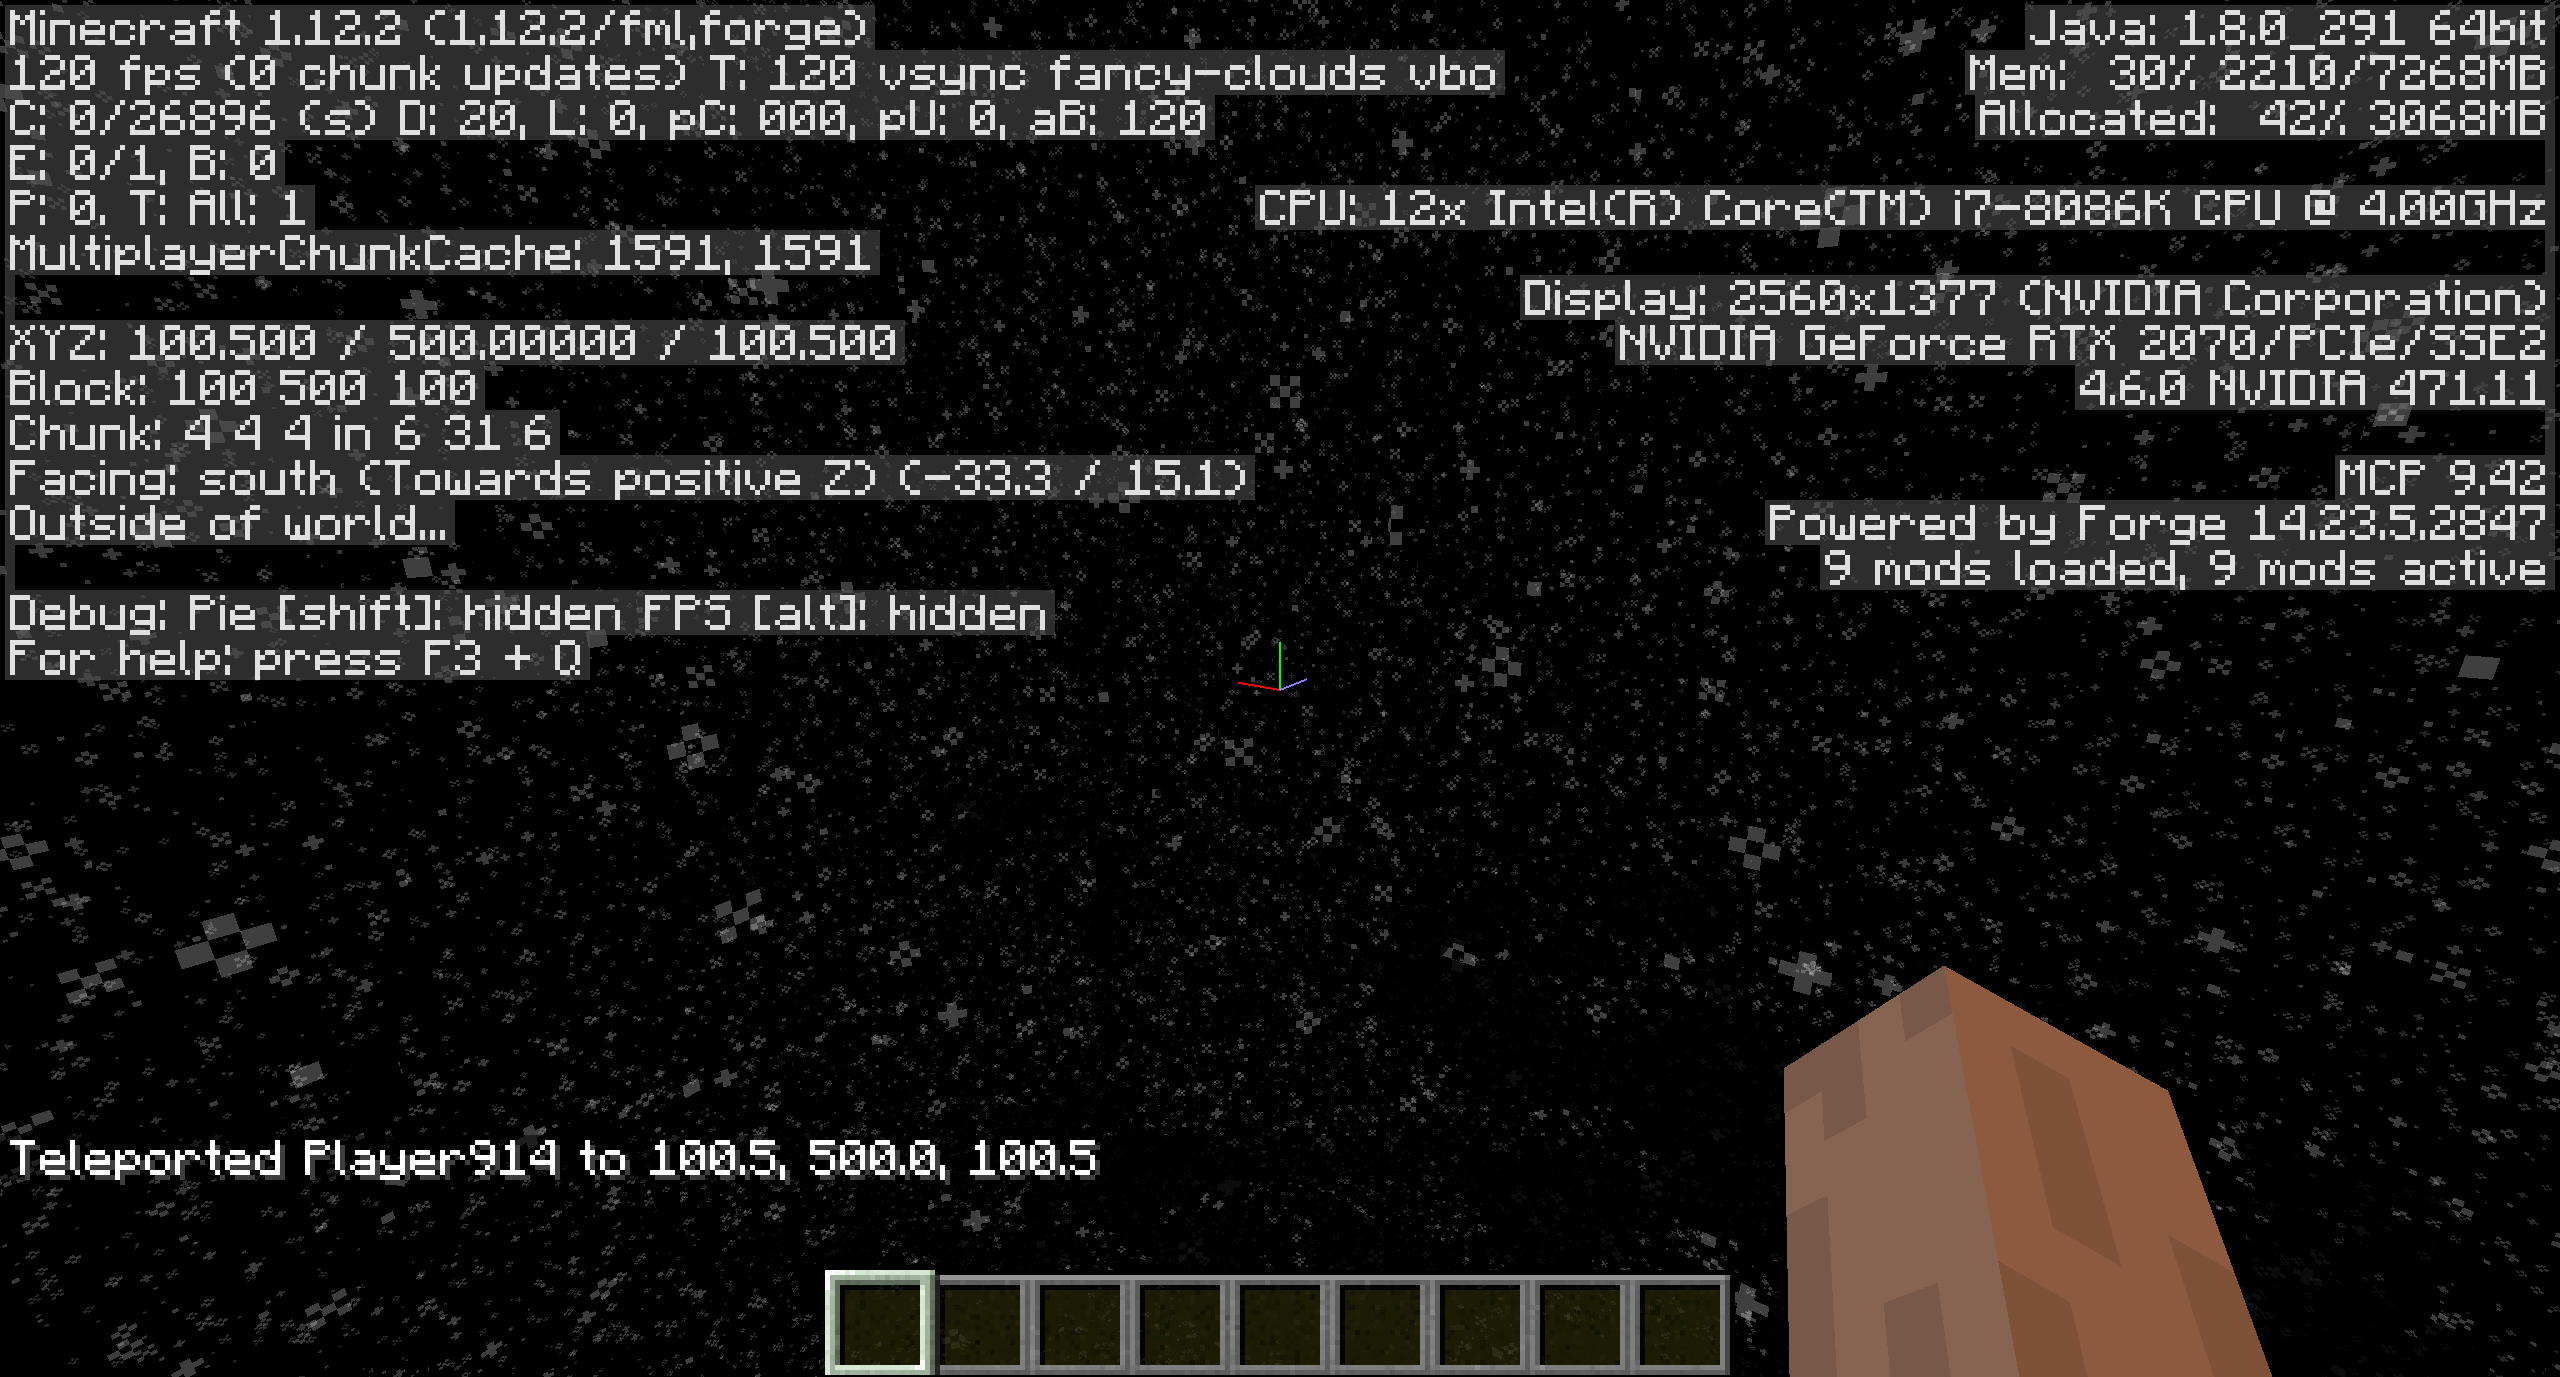 Minecraft 1.12.2 (1.12.2/fml,forge)
120 fps (0 chunk updates) T: 120 vsync fancy-clouds vbo
C: 0/26896 (s) D: 20, L: 0, pC: 000, pU: 0, aB: 120
E: 0/1, B: 0
P: 0. T: All: 1
MultiplayerChunkCache: 1591, 1591
XYZ: 100.500 / 500.00000 / 100.500
Block: 100 500 100
Chunk: 4 4 4 in 6 31 6
Facing: south (Towards positive Z) (-33.3 / 15.1)
Outside of world...
Debug: Pie [shift]: hidden FPS [alt]: hidden
For help: press F3 + Q
Java: 1.8.0_291 64bit
Mem: 30% 2210/7268MB
Allocated: 42% 3068MB
CPU: 12x Intel(R) Core(TM) i7-8086K CPU @ 4.00GHz
Display: 2560x1377 (NVIDIA Corporation)
NVIDIA GeForce RTX 2070/PCIe/SSE2
4.6.0 NVIDIA 471.11
MCP 9.42
Powered by Forge 14.23.5.2847
9 mods loaded, 9 mods active
Teleported Player914 to 100.5, 500.0, 100.5